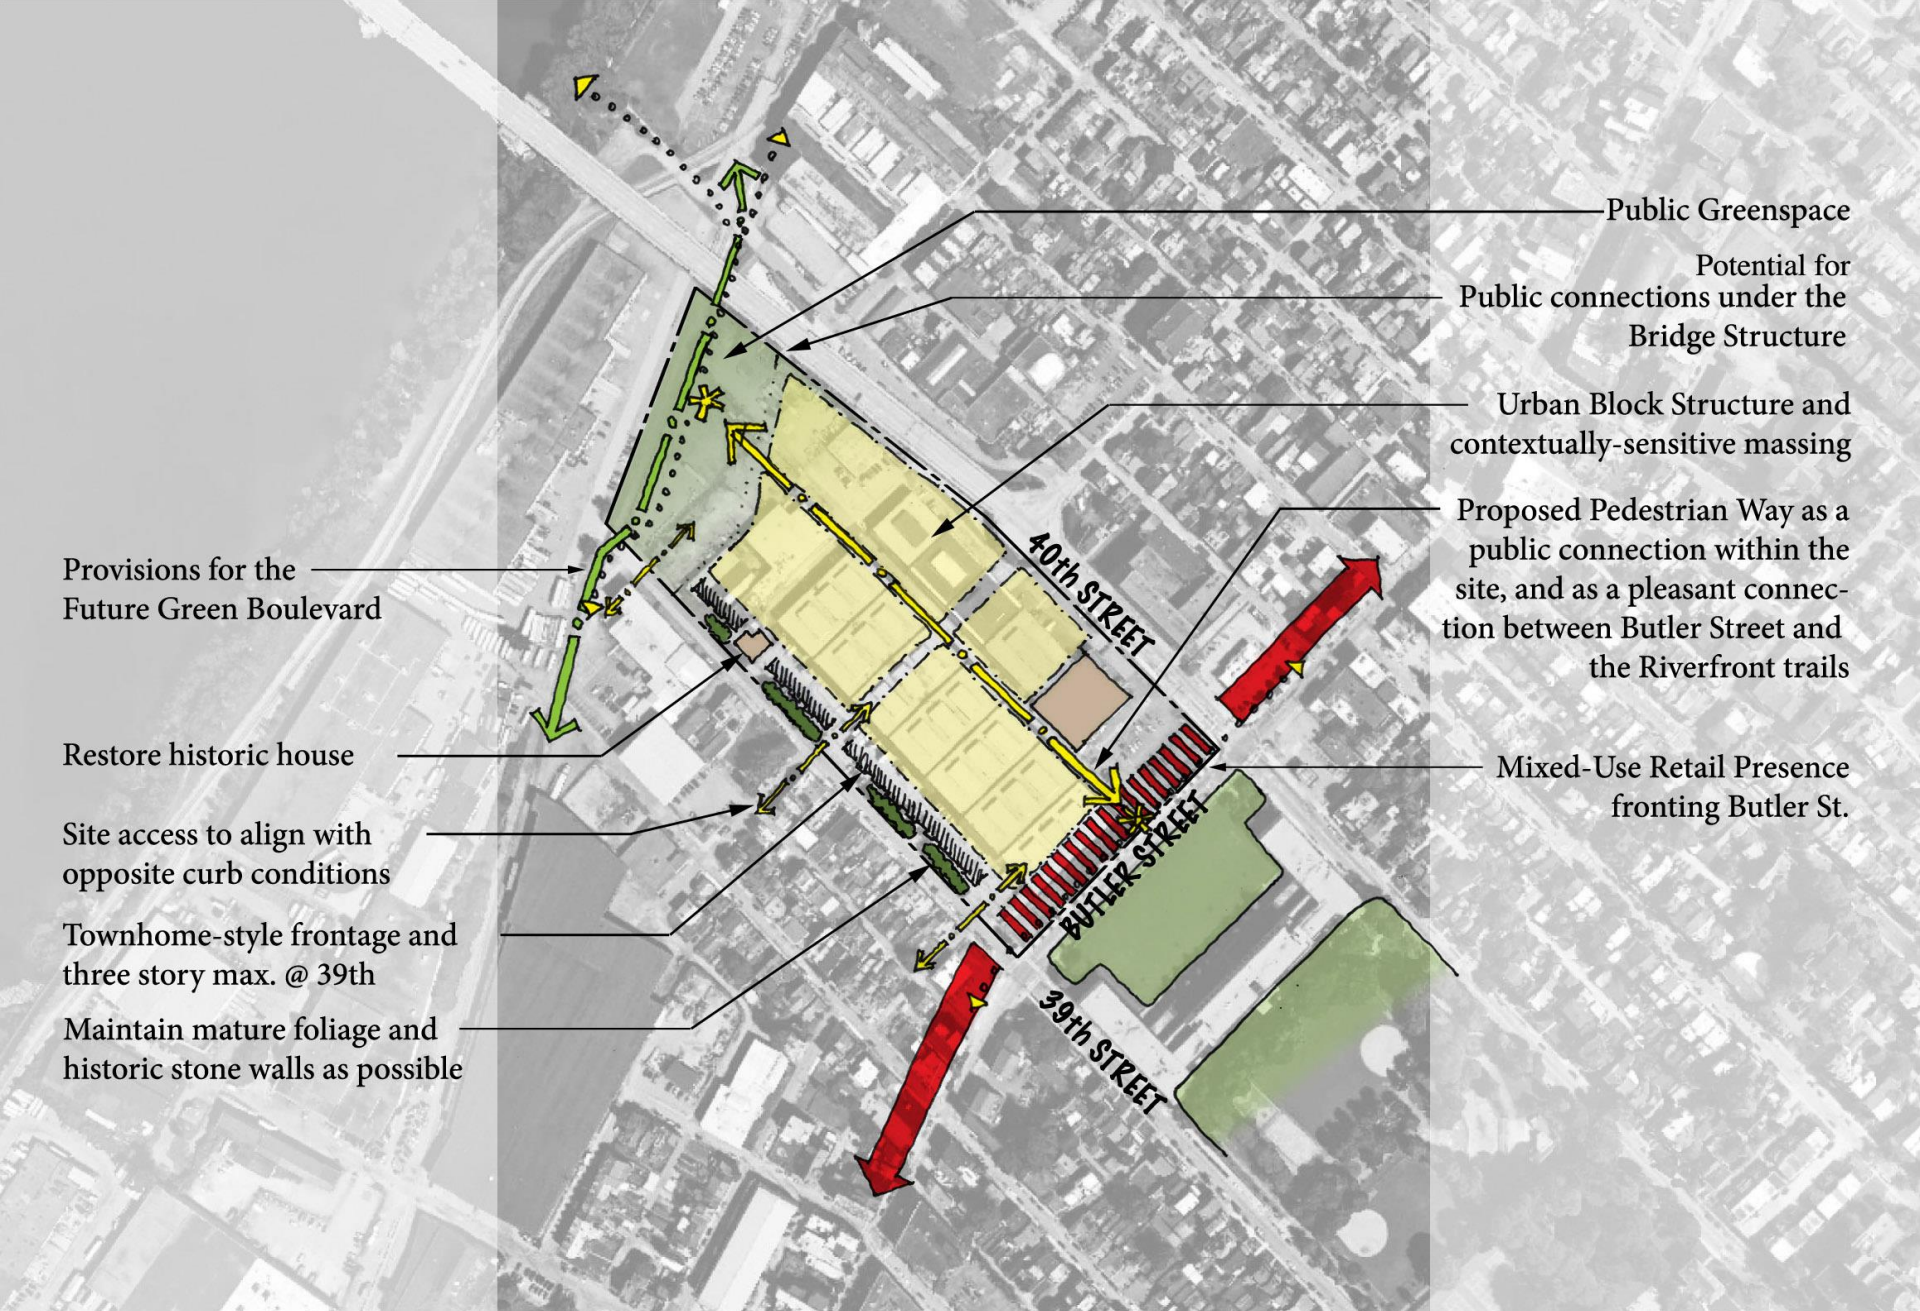 Public Greenspace
Potential for
Public connections under the
Bridge Structure
Urban Block Structure and
contextually-sensitive massing
Proposed Pedestrian Way as a
public connection within the
site, and as a pleasant connec-
tion between Butler Street and
the Riverfront trails
Mixed-Use Retail Presence
fronting Butler St.
Provisions for the
Future Green Boulevard
Restore historic house
Site access to align with
opposite curb conditions
Townhome-style frontage and
three story max. @ 39th
Maintain mature foliage and
historic stone walls as possible
40th STREET
BUTLER STREET
39th STREET